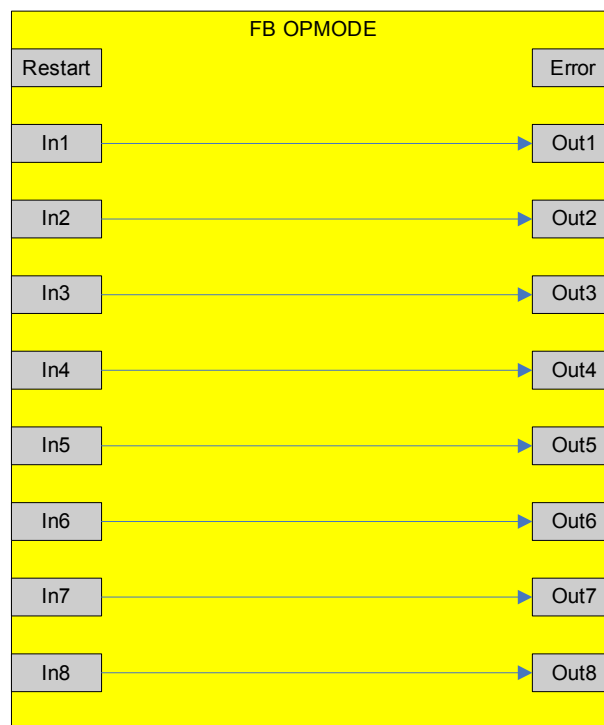 FB OPMODE
Restart
Error
In1
Out1
In2
Out2
In3
Out3
In4
Out4
In5
Out5
In6
Out6
In7
Out7
In8
Out8